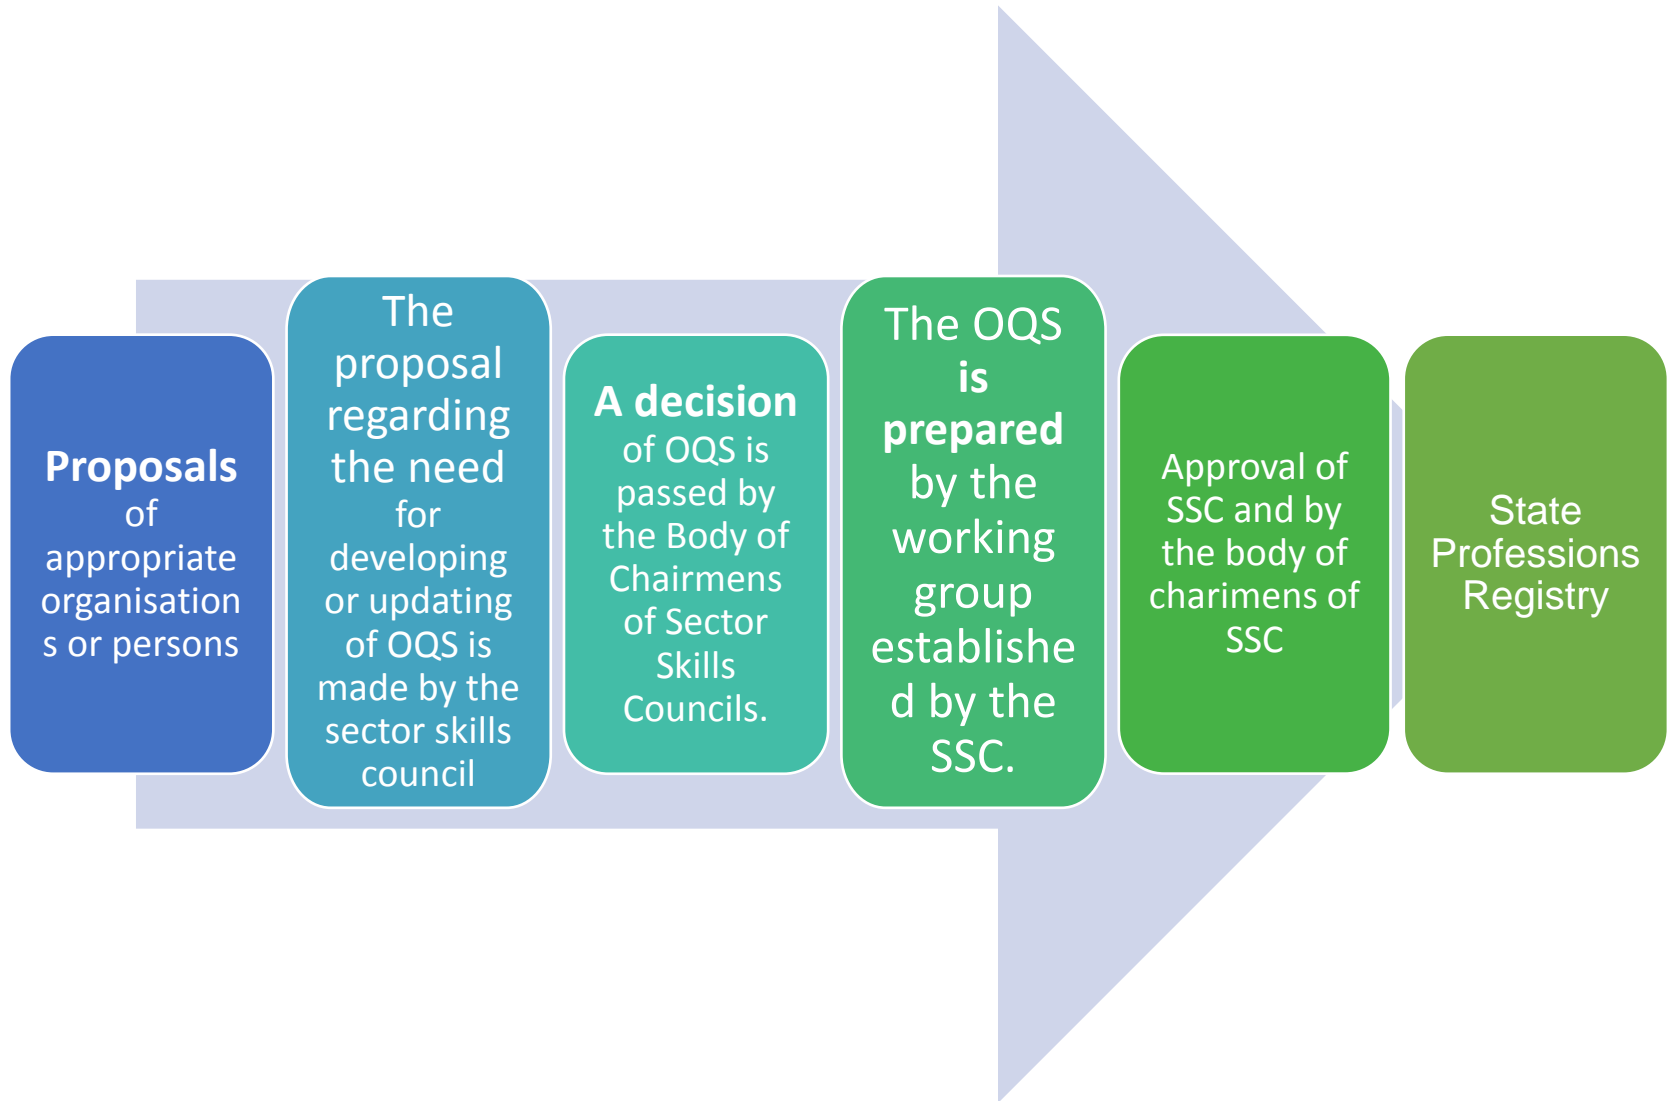 Proposals
of
appropriate
organisation
s or persons
The
proposal
regarding
the need
for
developing
or updating
of OQS is
made by the
sector skills
council
A decision
of OQS is
passed by
the Body of
Chairmens
of Sector
Skills
Councils.
The OQS
is
prepared
by the
working
group
establishe
d by the
SSC.
Approval of
SSC and by
the body of
charimens of
SSC
State
Professions
Registry